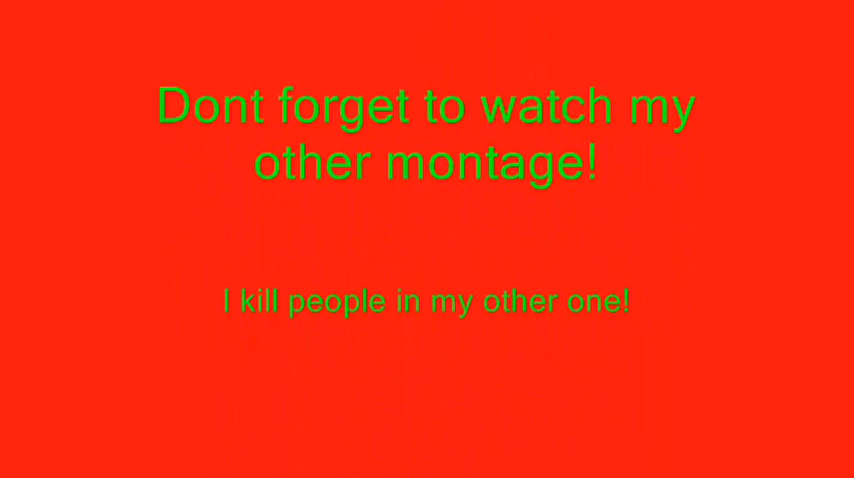 Dont forget to watch my
other montage!
I kill people in my other one!